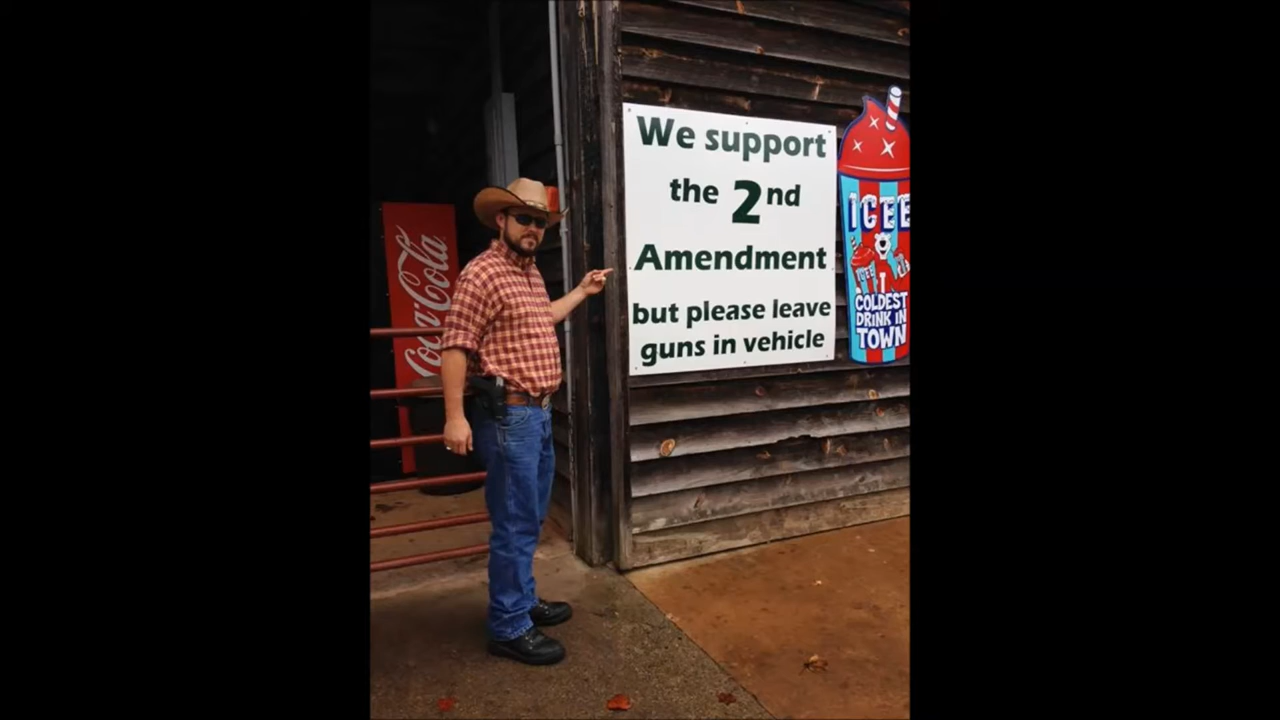 We support
the 2nd
Amendment
but please leave
guns in vehicle
ICEE
COLDEST
DRINK IN
TOWN
Coca-Cola